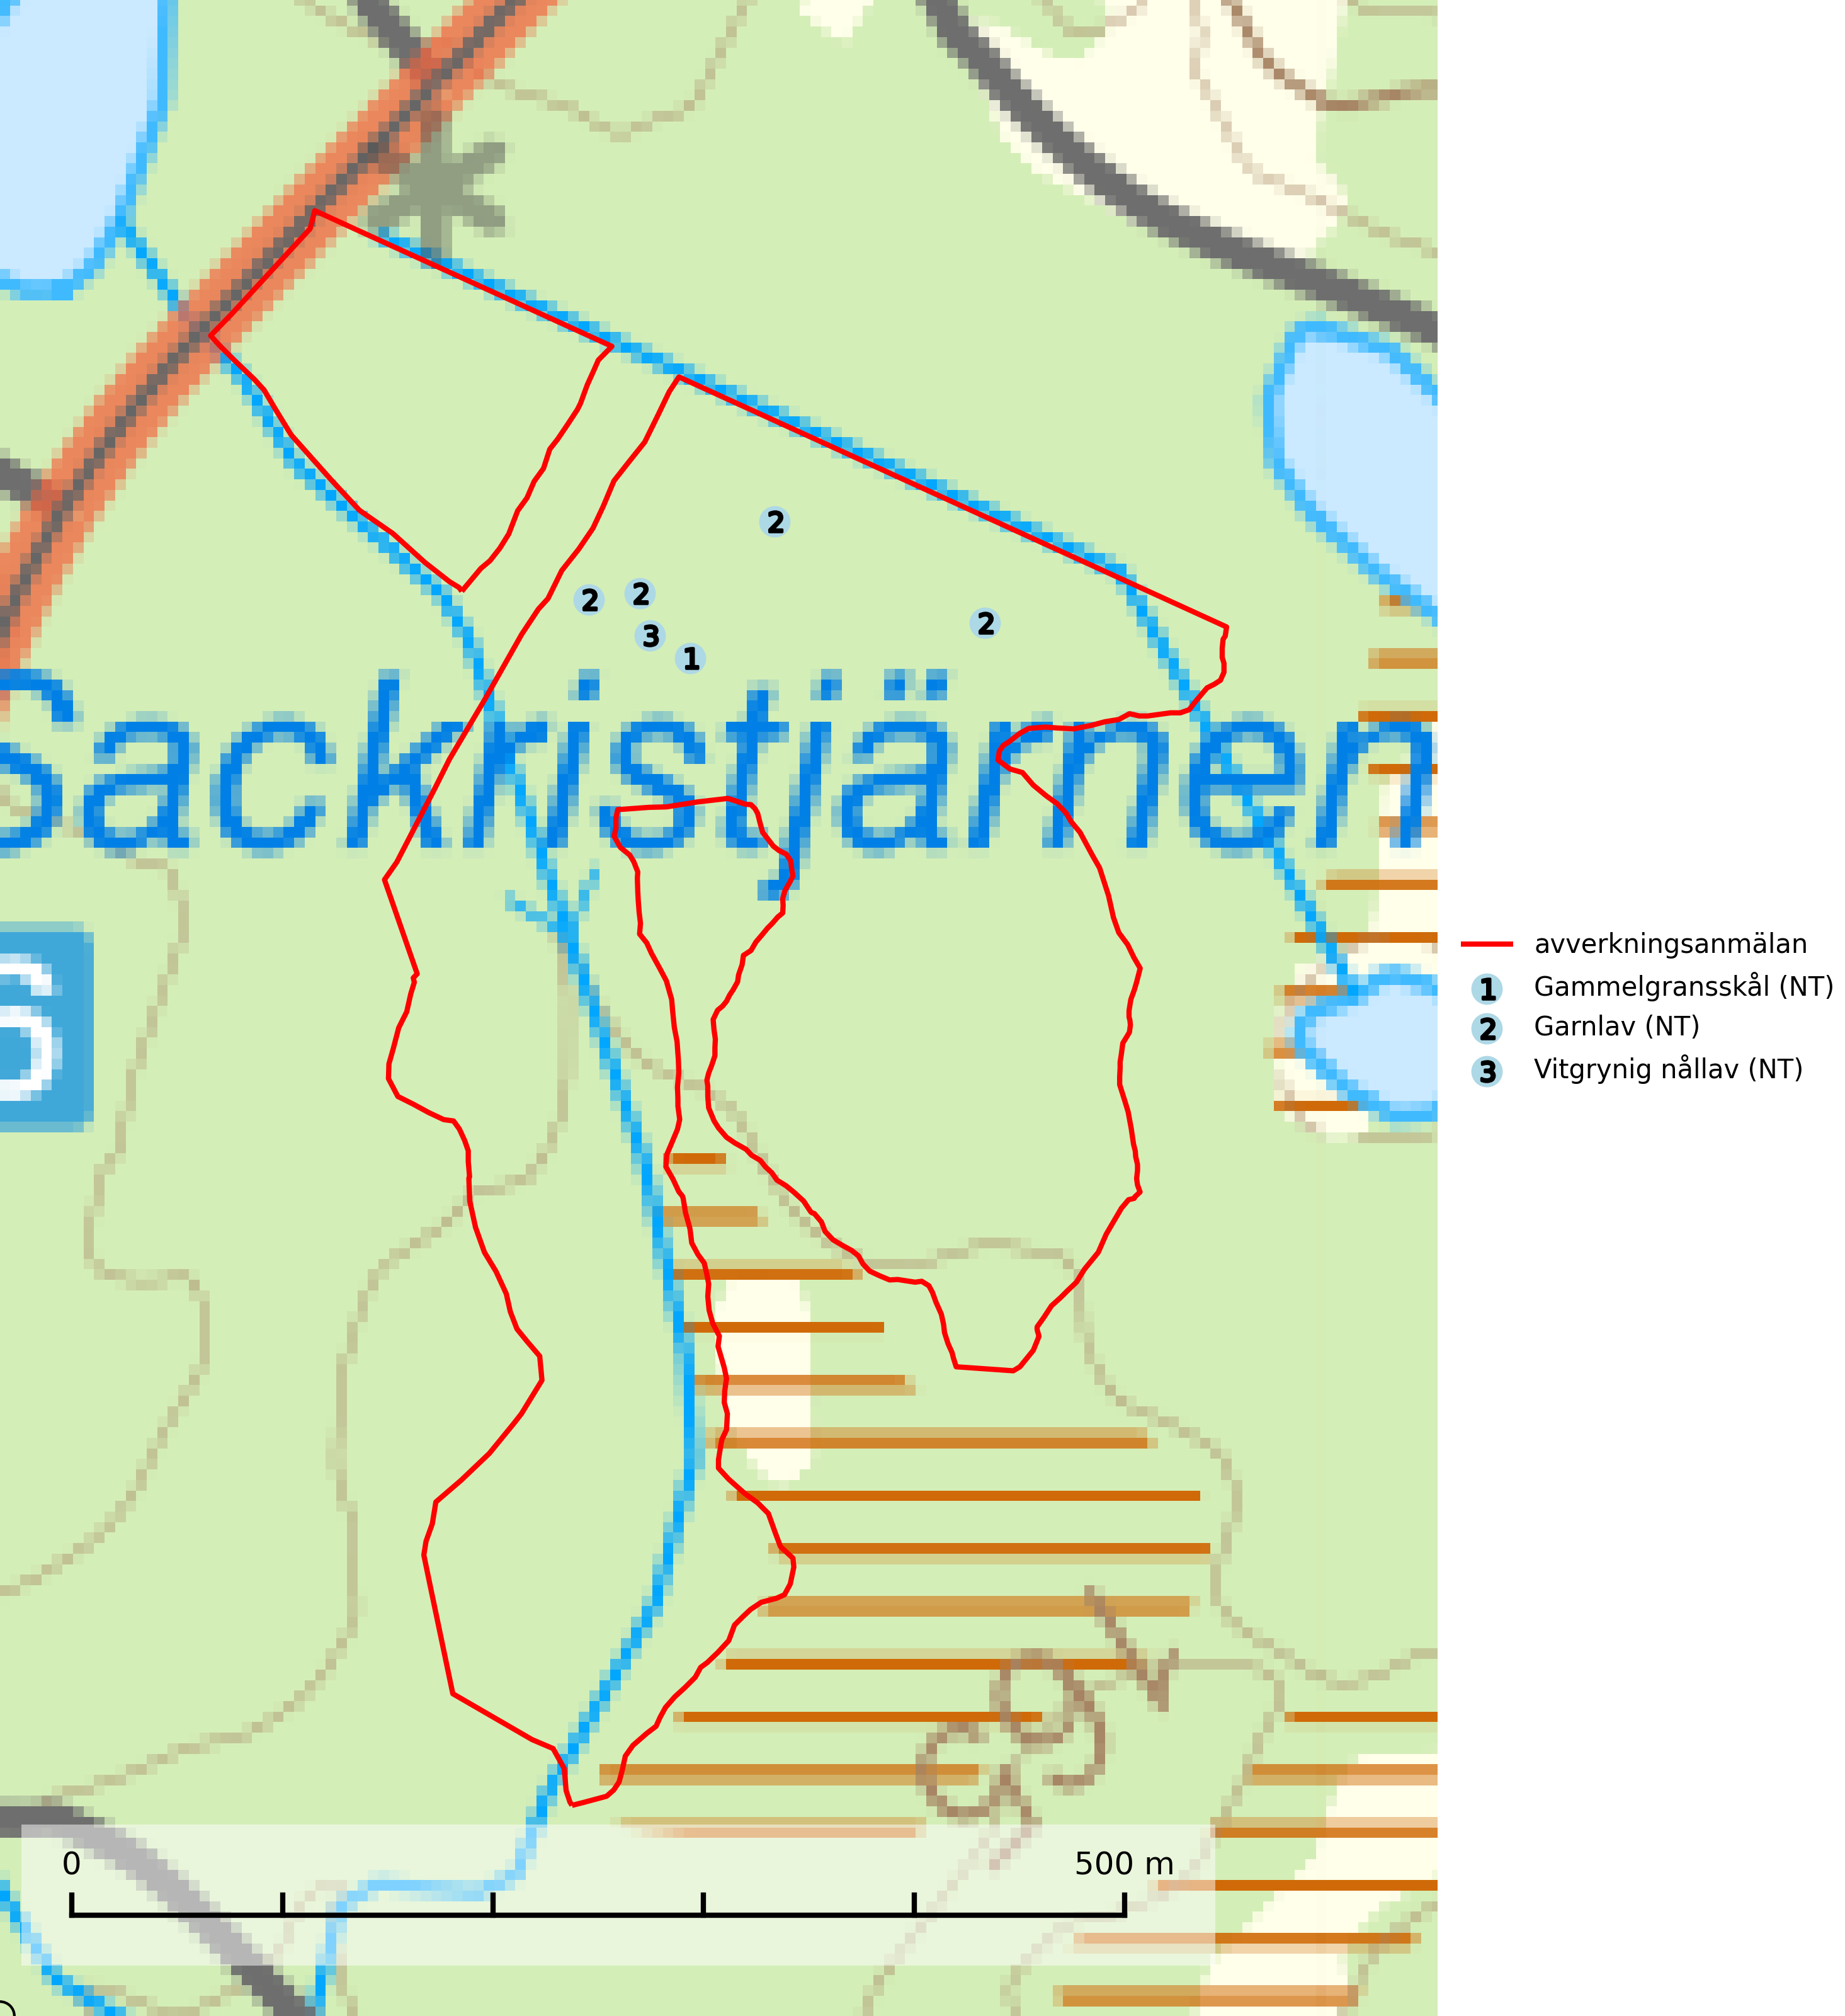 2
2
2
3
2
1
Sackristjärnen
avverkningsanmälan
1 Gammelgransskål (NT)
2 Garnlav (NT)
3 Vitgrynig nållav (NT)
0 500 m